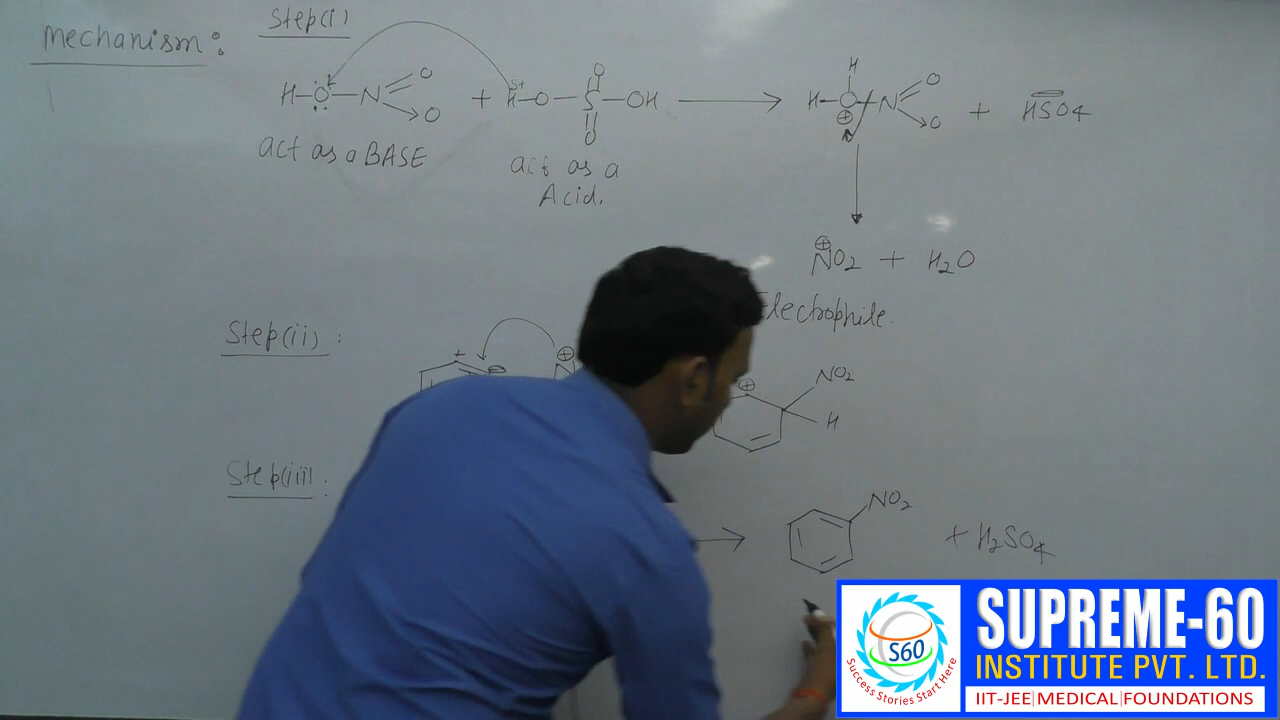 mechanism:
Step(i)
H-O-N=O→O + H-O-S-OH → H-O-N=O→O + HSO4
act as a BASE
act as a
Acid.
NO2 + H2O
Electrophile.
Step(ii) :
NO2
H
Step(iii) :
NO2
+ H2SO4
S60
Success Stories Start Here
SUPREME-60
INSTITUTE PVT. LTD.
IIT-JEE|MEDICAL|FOUNDATIONS